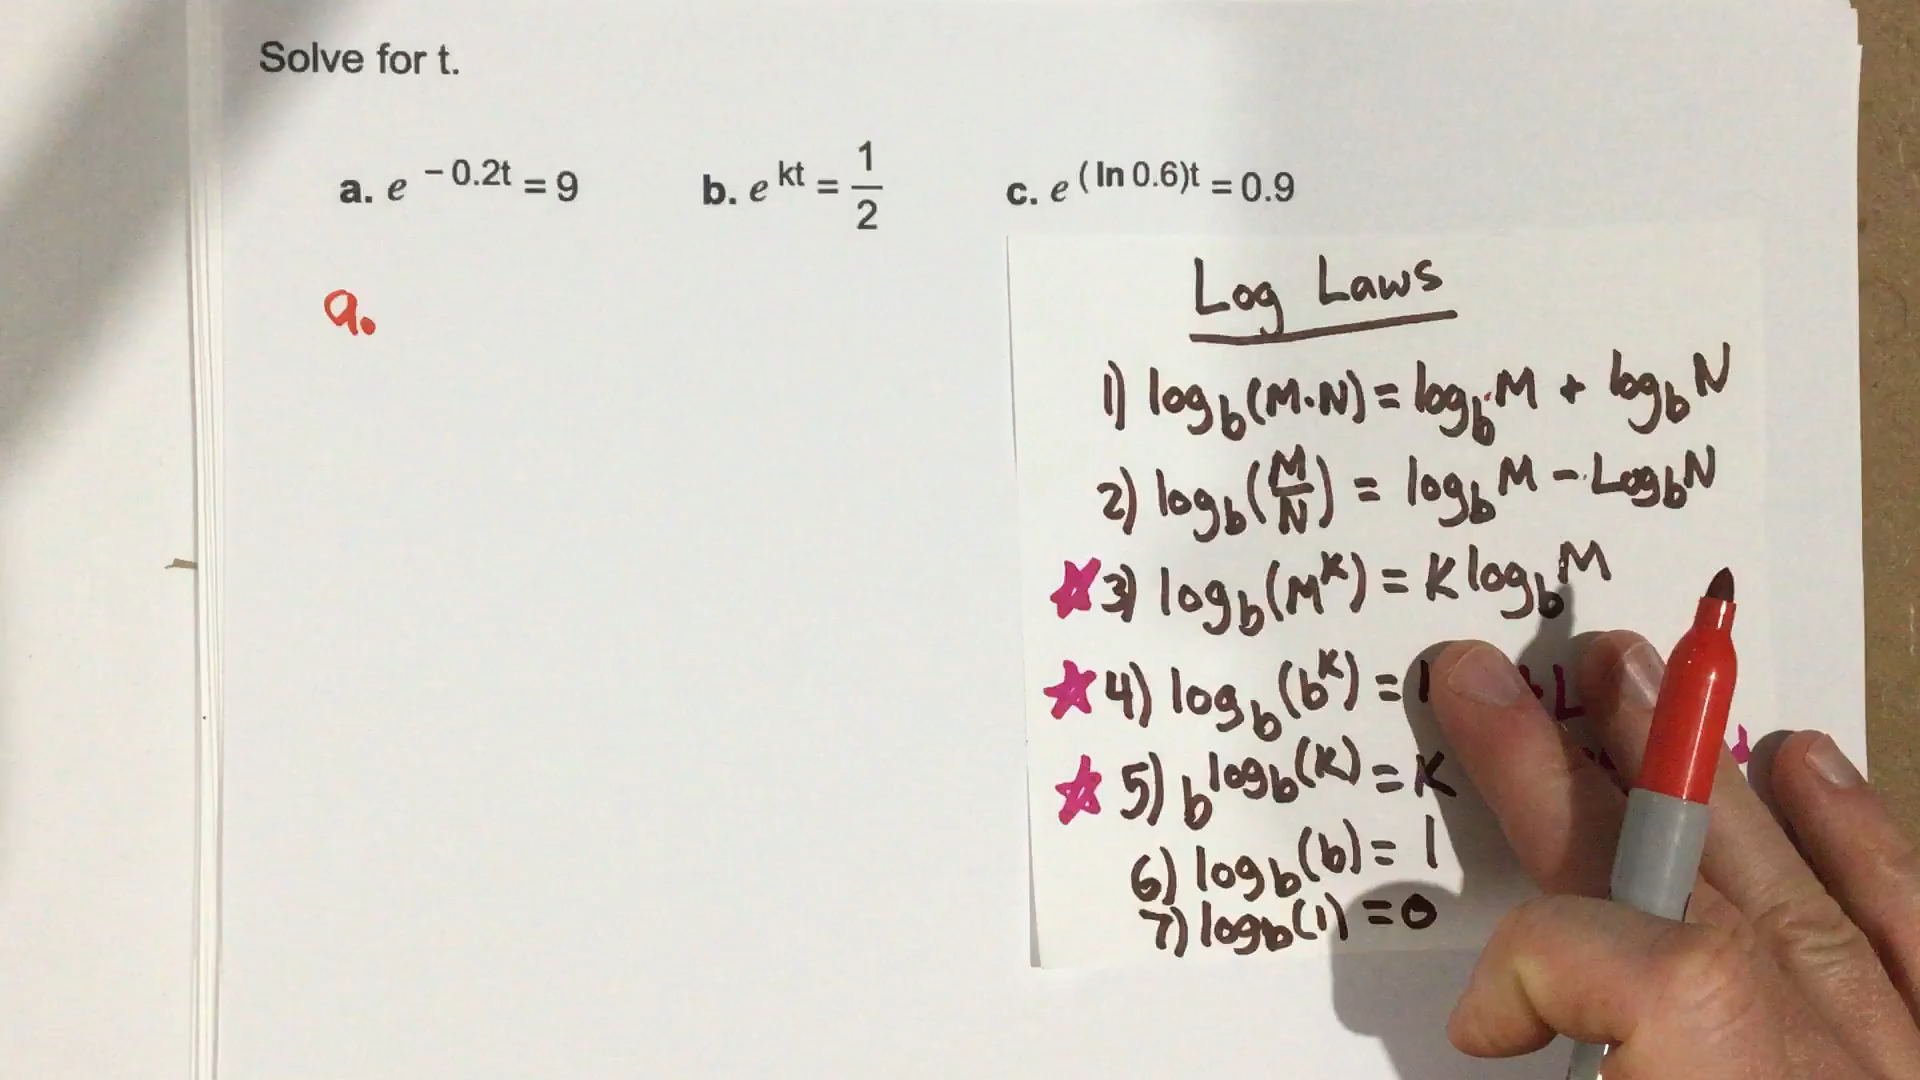 Solve for t.
a. e^(-0.2t) = 9 b. e^(kt) = 1/2 c. e^((ln 0.6)t) = 0.9
a.
Log Laws
1) log_b(M·N) = log_b M + log_b N
2) log_b(M/N) = log_b M - Log_b N
3) log_b(M^K) = K log_b M
4) log_b(b^K) =
5) b^(log_b(K)) = K
6) log_b(b) = 1
7) log_b(1) = 0